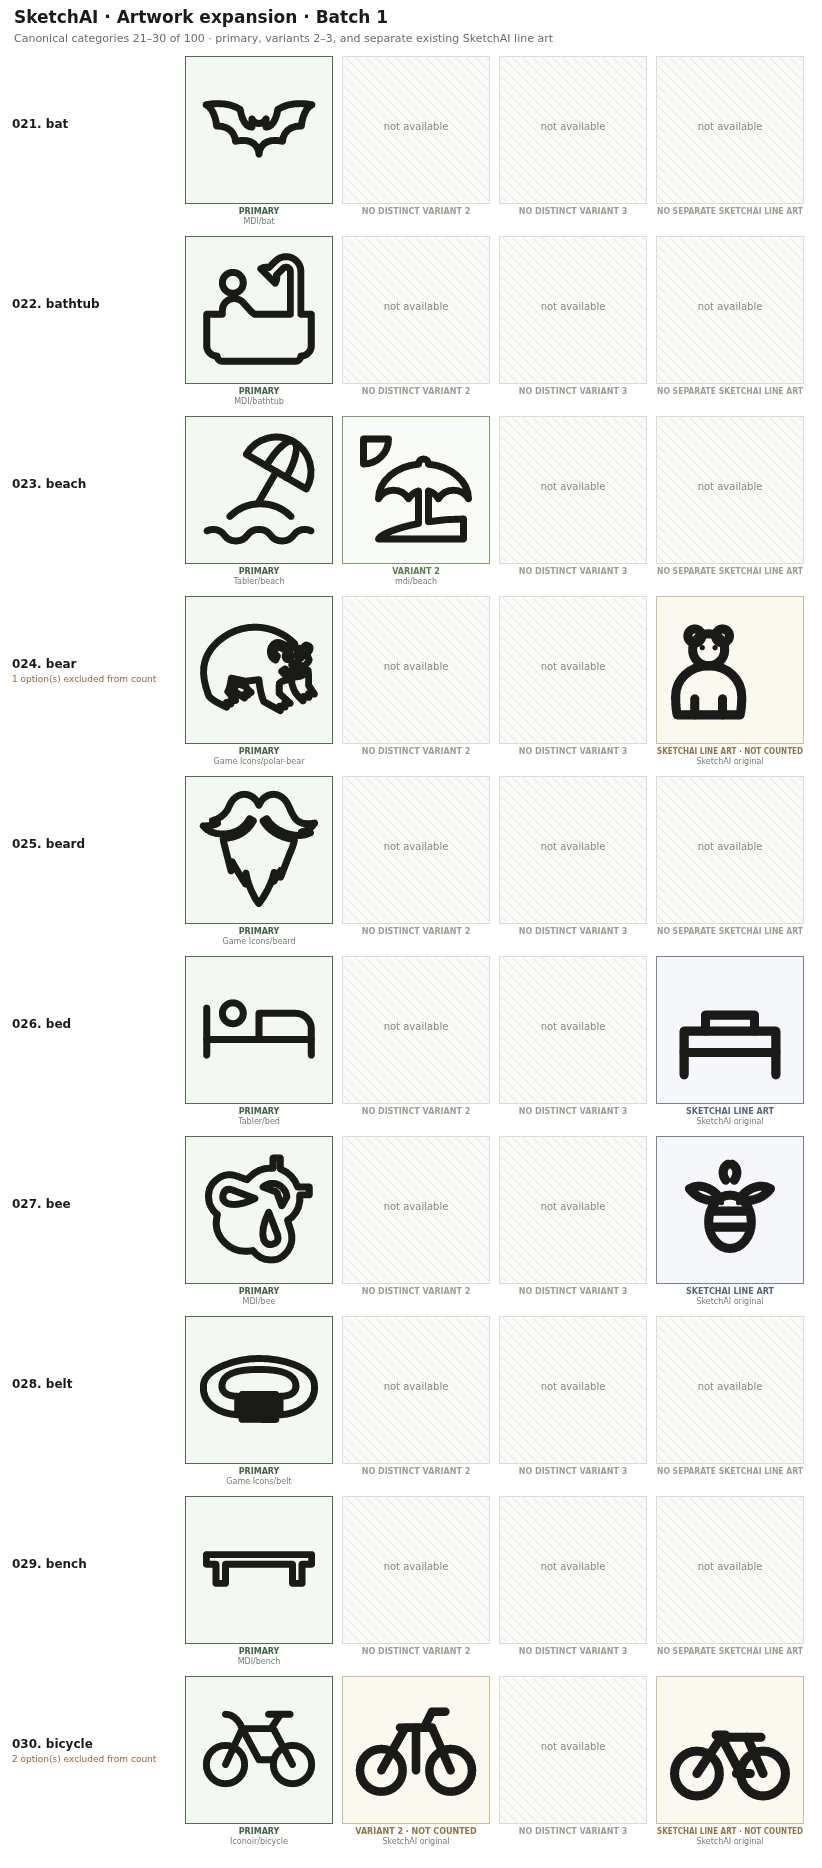 SketchAI · Artwork expansion · Batch 1
Canonical categories 21–30 of 100 · primary, variants 2–3, and separate existing SketchAI line art
021. bat
not available
not available
not available
PRIMARY
MDI/bat
NO DISTINCT VARIANT 2
NO DISTINCT VARIANT 3
NO SEPARATE SKETCHAI LINE ART
022. bathtub
not available
not available
not available
PRIMARY
MDI/bathtub
NO DISTINCT VARIANT 2
NO DISTINCT VARIANT 3
NO SEPARATE SKETCHAI LINE ART
023. beach
not available
not available
PRIMARY
Tabler/beach
VARIANT 2
mdi/beach
NO DISTINCT VARIANT 3
NO SEPARATE SKETCHAI LINE ART
024. bear
1 option(s) excluded from count
not available
not available
PRIMARY
Game Icons/polar-bear
NO DISTINCT VARIANT 2
NO DISTINCT VARIANT 3
SKETCHAI LINE ART · NOT COUNTED
SketchAI original
025. beard
not available
not available
not available
PRIMARY
Game Icons/beard
NO DISTINCT VARIANT 2
NO DISTINCT VARIANT 3
NO SEPARATE SKETCHAI LINE ART
026. bed
not available
not available
PRIMARY
Tabler/bed
NO DISTINCT VARIANT 2
NO DISTINCT VARIANT 3
SKETCHAI LINE ART
SketchAI original
027. bee
not available
not available
PRIMARY
MDI/bee
NO DISTINCT VARIANT 2
NO DISTINCT VARIANT 3
SKETCHAI LINE ART
SketchAI original
028. belt
not available
not available
not available
PRIMARY
Game Icons/belt
NO DISTINCT VARIANT 2
NO DISTINCT VARIANT 3
NO SEPARATE SKETCHAI LINE ART
029. bench
not available
not available
not available
PRIMARY
MDI/bench
NO DISTINCT VARIANT 2
NO DISTINCT VARIANT 3
NO SEPARATE SKETCHAI LINE ART
030. bicycle
2 option(s) excluded from count
not available
PRIMARY
Iconoir/bicycle
VARIANT 2 · NOT COUNTED
SketchAI original
NO DISTINCT VARIANT 3
SKETCHAI LINE ART · NOT COUNTED
SketchAI original